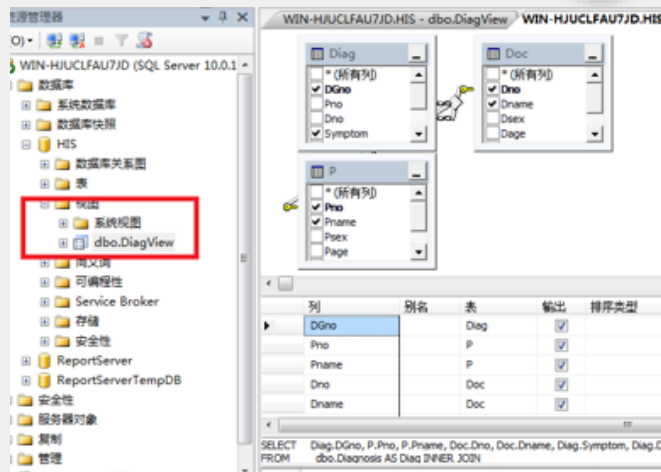 资源管理器
WIN-HJUCLFAU7JD (SQL Server 10.0.1
数据库
系统数据库
数据库快照
HIS
数据库关系图
表
视图
系统视图
dbo.DiagView
同义词
可编程性
Service Broker
存储
安全性
ReportServer
ReportServerTempDB
安全性
服务器对象
复制
管理
WIN-HJUCLFAU7JD.HIS - dbo.DiagView
WIN-HJUCLFAU7JD.HIS
Diag
* (所有列)
DGno
Pno
Dno
Symptom
Doc
* (所有列)
Dno
Dname
Dsex
Dage
P
* (所有列)
Pno
Pname
Psex
Page
列 别名 表 输出 排序类型
DGno Diag
Pno P
Pname P
Dno Doc
Dname Doc
SELECT Diag.DGno, P.Pno, P.Pname, Doc.Dno, Doc.Dname, Diag.Symptom, Diag.D
FROM dbo.Diagnosis AS Diag INNER JOIN